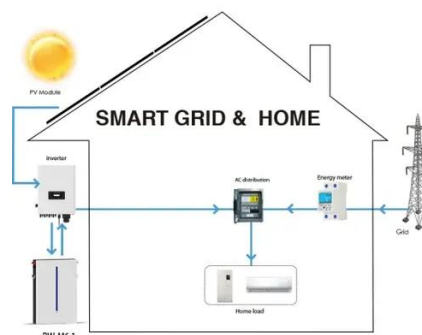 PV Module
SMART GRID & HOME
Inverter
AC distribution
Energy meter
Grid
Home load